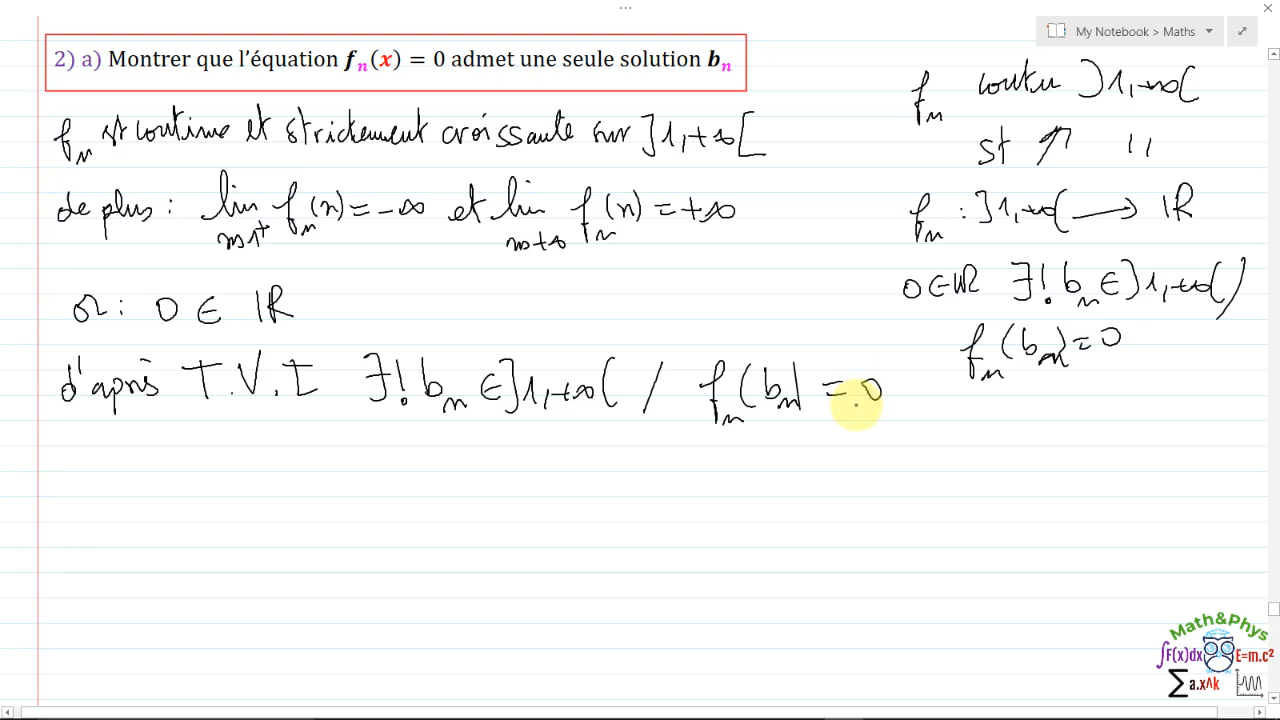 My Notebook > Maths
2) a) Montrer que l'équation fₙ(x) = 0 admet une seule solution bₙ
fₙ est continue et strictement croissante sur ]1,+∞[
de plus : lim fₙ(x) = -∞ et lim fₙ(x) = +∞
x→1⁺ x→+∞
or : 0 ∈ IR
d'après T.V.I ∃! bₙ ∈ ]1,+∞( / fₙ(bₙ) = 0
fₙ continu ]1,+∞(
st ↗ ''
fₙ : ]1,+∞( ⟶ IR
0∈IR ∃! bₙ ∈ ]1,+∞( /
fₙ(bₙ) = 0
Math&Phys
∫F(x)dx E=m.c²
∑ a.x^k